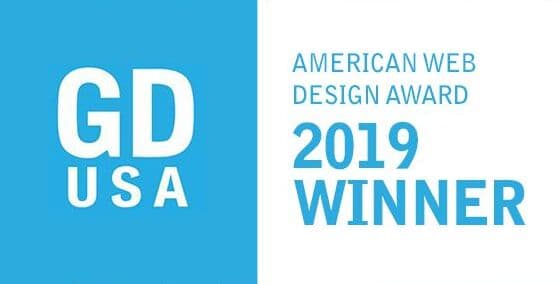 GD
USA
AMERICAN WEB
DESIGN AWARD
2019
WINNER